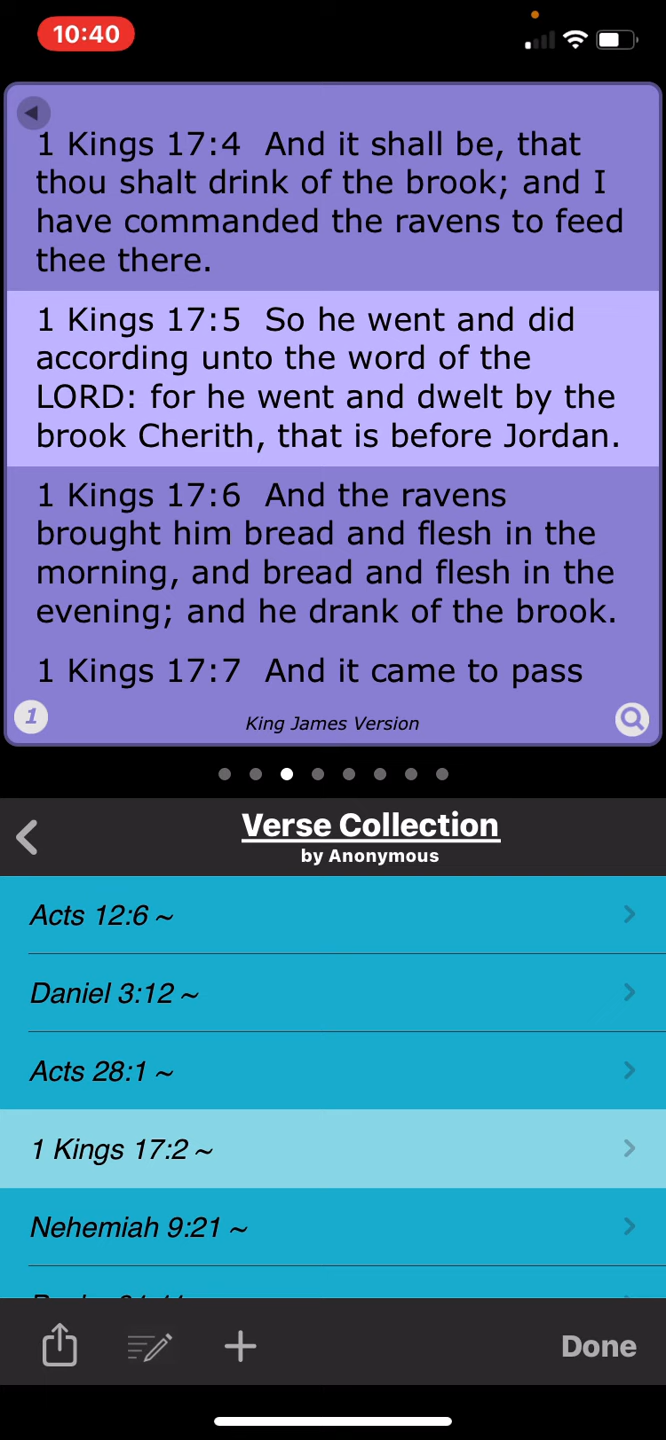 10:40
1 Kings 17:4 And it shall be, that
thou shalt drink of the brook; and I
have commanded the ravens to feed
thee there.
1 Kings 17:5 So he went and did
according unto the word of the
LORD: for he went and dwelt by the
brook Cherith, that is before Jordan.
1 Kings 17:6 And the ravens
brought him bread and flesh in the
morning, and bread and flesh in the
evening; and he drank of the brook.
1 Kings 17:7 And it came to pass
1
King James Version
Verse Collection
by Anonymous
Acts 12:6 ~
Daniel 3:12 ~
Acts 28:1 ~
1 Kings 17:2 ~
Nehemiah 9:21 ~
Done